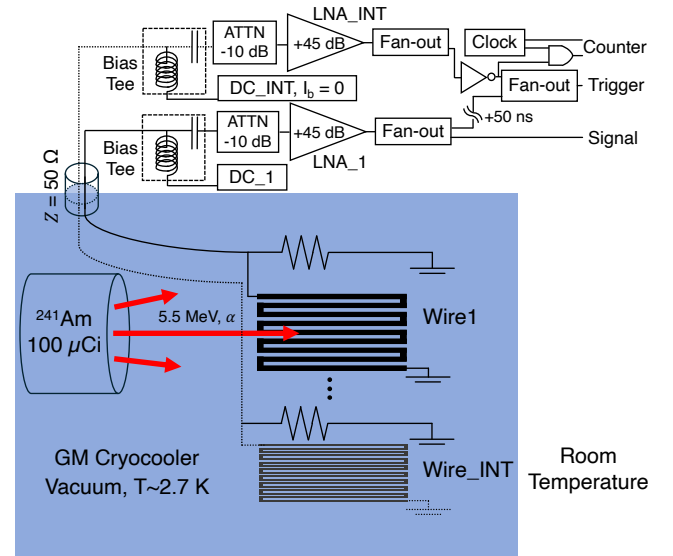 LNA_INT
ATTN
-10 dB
+45 dB
Fan-out
Clock
Counter
Bias
Tee
DC_INT, I_b = 0
Fan-out
Trigger
+50 ns
ATTN
-10 dB
+45 dB
Fan-out
Signal
Bias
Tee
LNA_1
DC_1
Z = 50 Ω
²⁴¹Am
100 μCi
5.5 MeV, α
Wire1
GM Cryocooler
Vacuum, T~2.7 K
Wire_INT
Room
Temperature